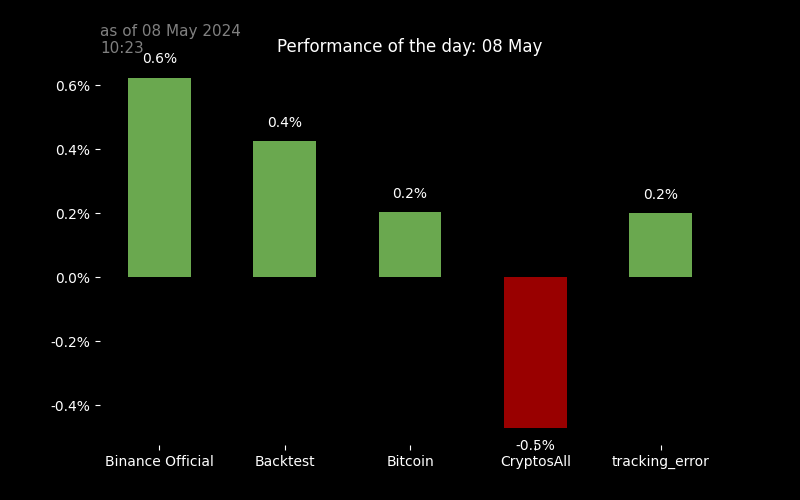 as of 08 May 2024
10:23
Performance of the day: 08 May
0.6%
0.4%
0.2%
0.0%
-0.2%
-0.4%
0.6%
0.4%
0.2%
-0.5%
0.2%
Binance Official
Backtest
Bitcoin
CryptosAll
tracking_error